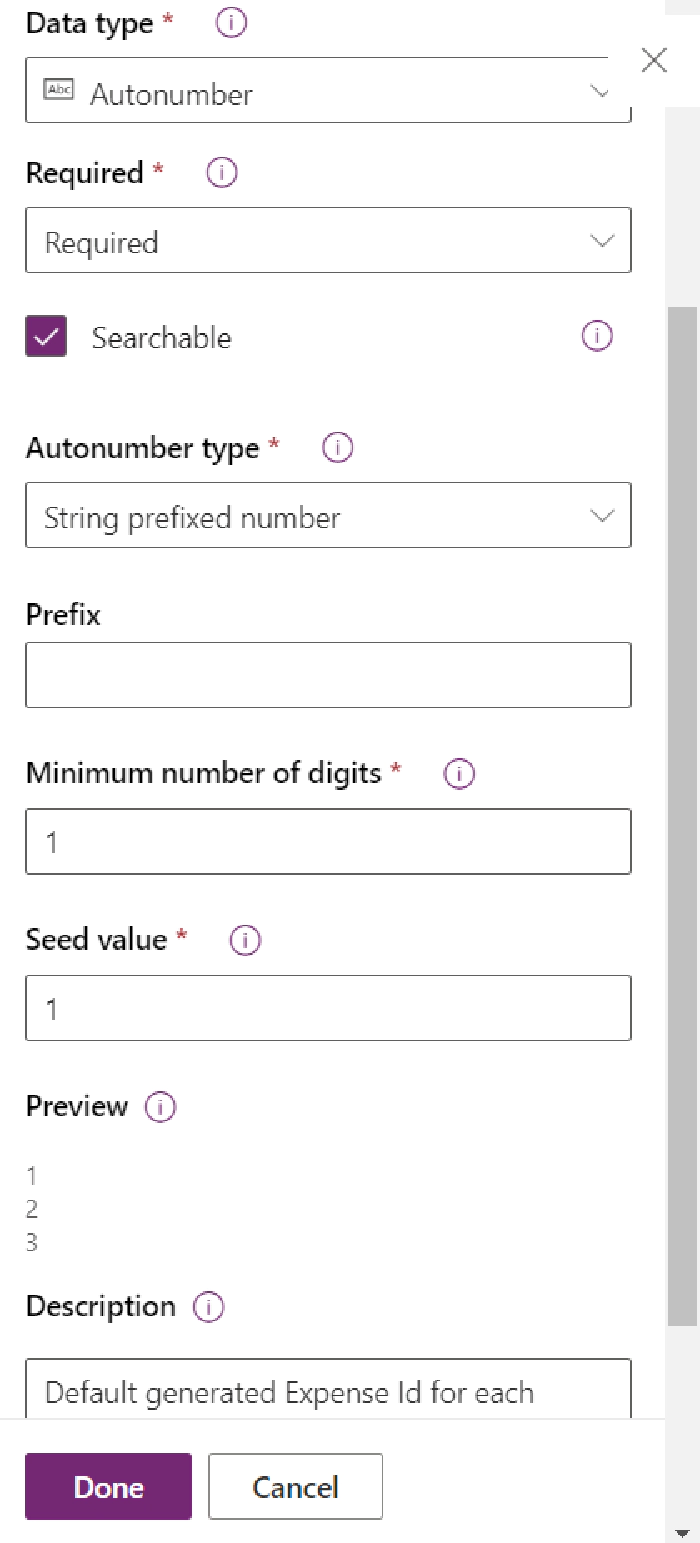 Data type *
Abc Autonumber
Required *
Required
Searchable
Autonumber type *
String prefixed number
Prefix
Minimum number of digits *
1
Seed value *
1
Preview
1
2
3
Description
Default generated Expense Id for each
Done Cancel